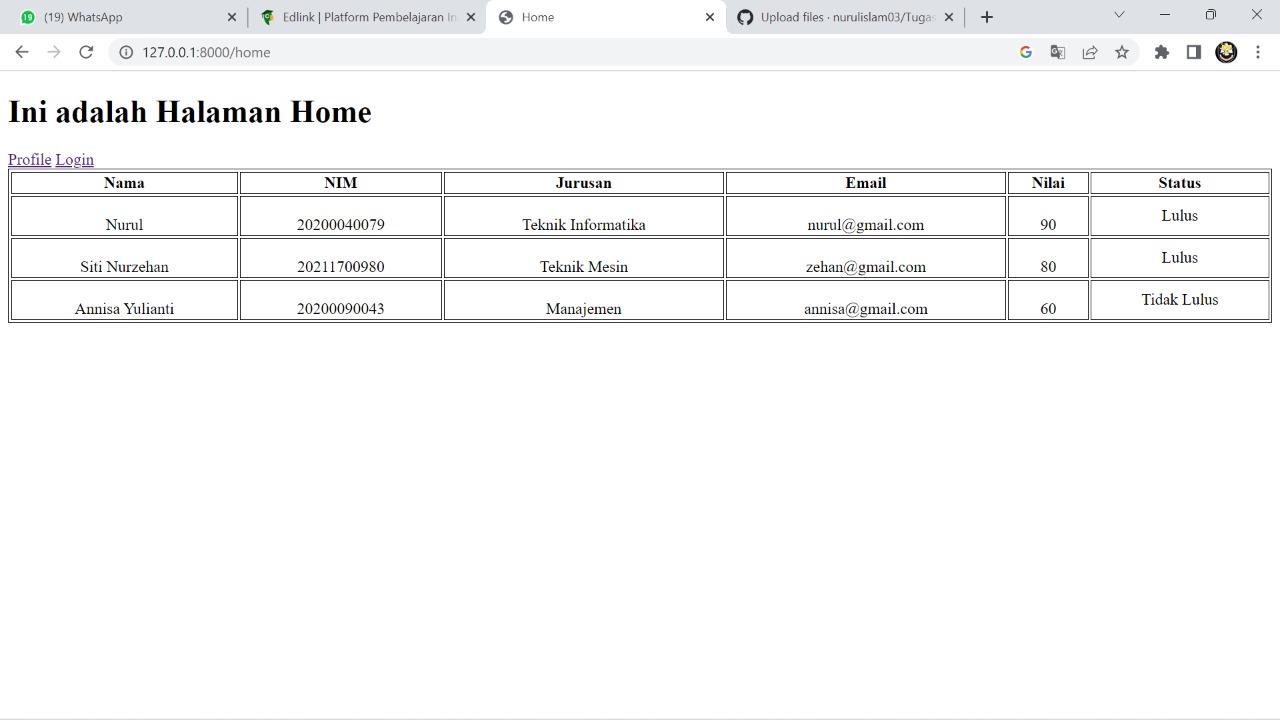 (19) WhatsApp
Edlink | Platform Pembelajaran In
Home
Upload files · nurulislam03/Tugas
127.0.0.1:8000/home
Ini adalah Halaman Home
Profile Login
Nama NIM Jurusan Email Nilai Status
Nurul 20200040079 Teknik Informatika nurul@gmail.com 90 Lulus
Siti Nurzehan 20211700980 Teknik Mesin zehan@gmail.com 80 Lulus
Annisa Yulianti 20200090043 Manajemen annisa@gmail.com 60 Tidak Lulus